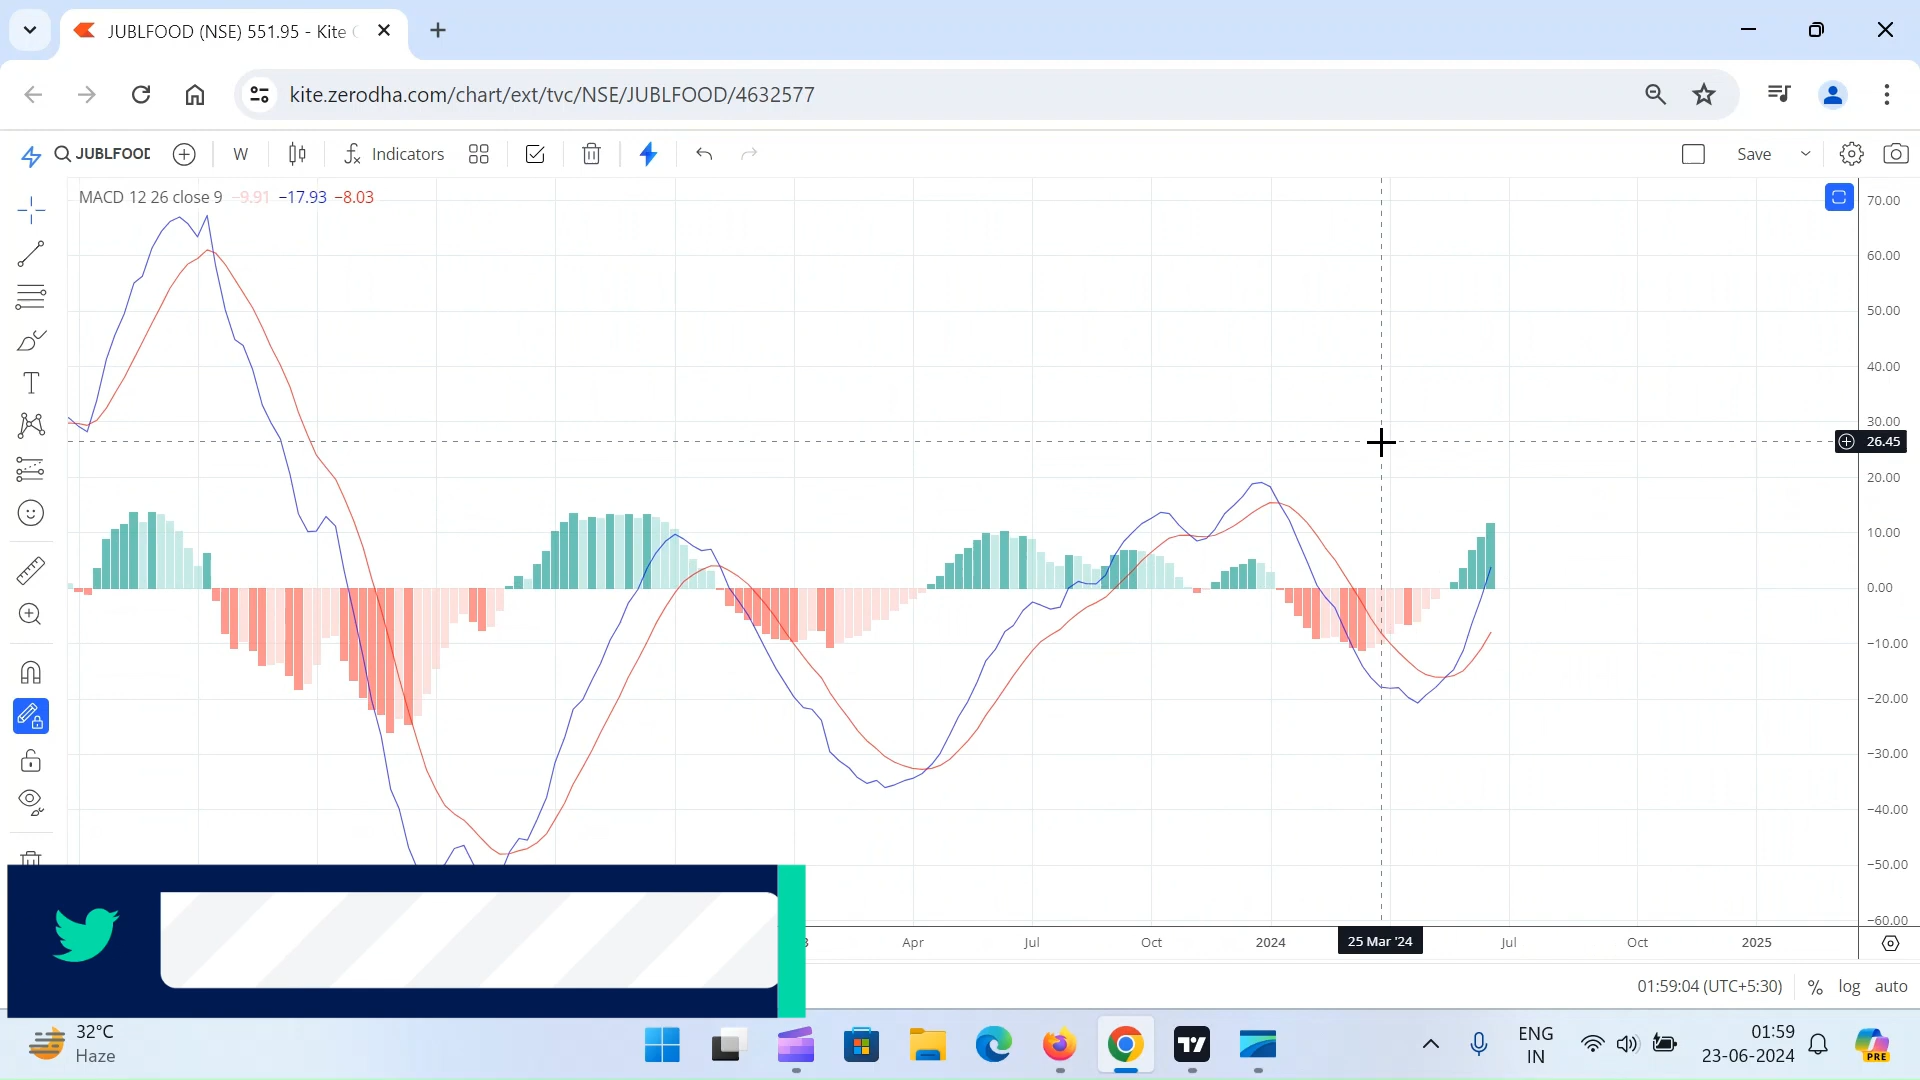 JUBLFOOD (NSE) 551.95 - Kite
kite.zerodha.com/chart/ext/tvc/NSE/JUBLFOOD/4632577
JUBLFOOD
W
Indicators
Save
MACD 12 26 close 9 −9.91 −17.93 −8.03
70.00
60.00
50.00
40.00
30.00
26.45
20.00
10.00
0.00
−10.00
−20.00
−30.00
−40.00
−50.00
−60.00
3 Apr Jul Oct 2024 25 Mar '24 Jul Oct 2025
01:59:04 (UTC+5:30) % log auto
32°C
Haze
ENG
IN
01:59
23-06-2024
PRE